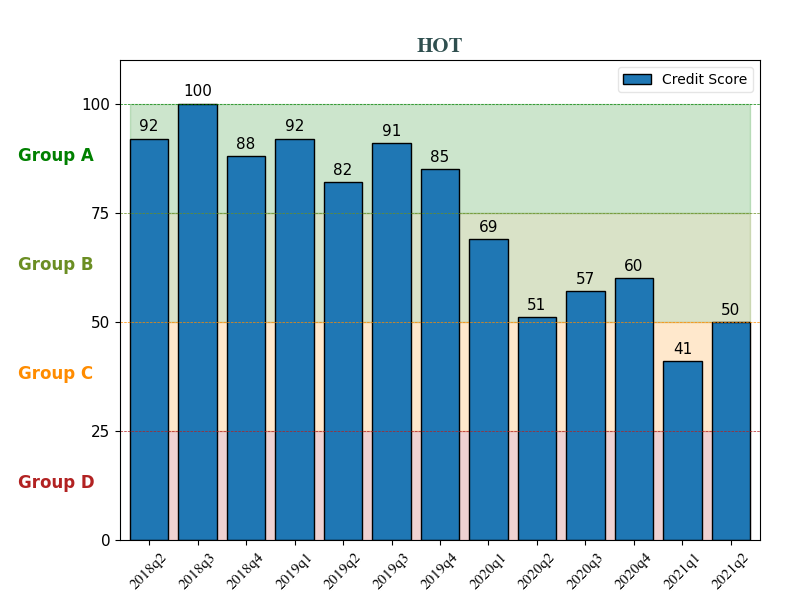 HOT
Credit Score
100
75
50
25
0
Group A
Group B
Group C
Group D
92
100
88
92
82
91
85
69
51
57
60
41
50
2018q2
2018q3
2018q4
2019q1
2019q2
2019q3
2019q4
2020q1
2020q2
2020q3
2020q4
2021q1
2021q2